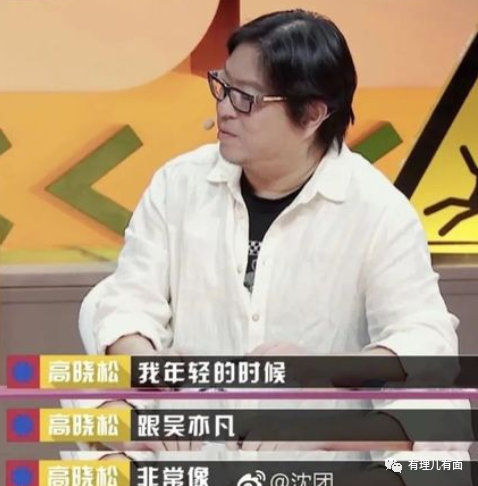 高晓松 我年轻的时候
高晓松 跟吴亦凡
高晓松 非常像
@沈团
有理儿有面